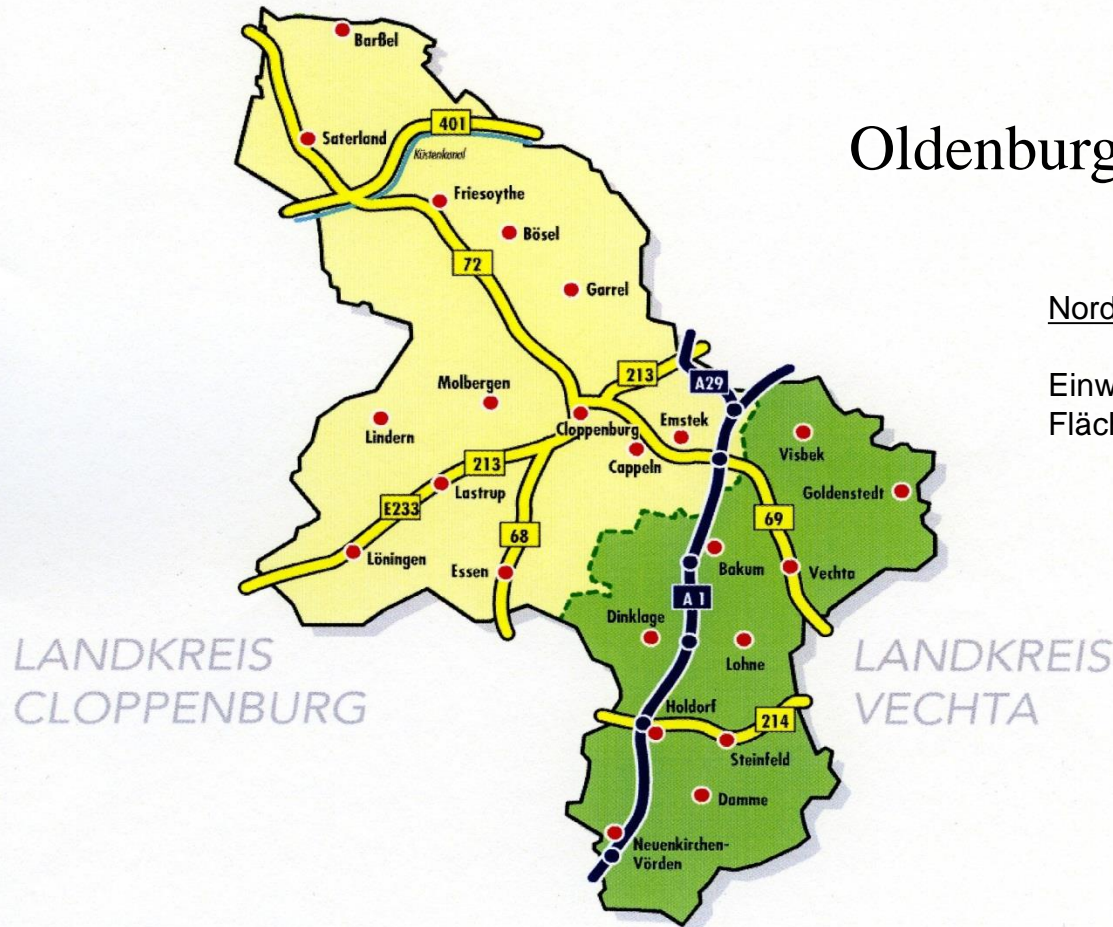 Barßel
Saterland
401
Küstenkanal
Oldenburg
Friesoythe
Bösel
72
Garrel
Nord
213
A29
Einw
Fläch
Molbergen
Lindern
Cloppenburg
Emstek
Cappeln
Visbek
213
Lastrup
Goldenstedt
E233
68
69
Löningen
Essen
Bakum
Vechta
A 1
Dinklage
Lohne
LANDKREIS
CLOPPENBURG
LANDKREIS
VECHTA
Holdorf
214
Steinfeld
Damme
Neuenkirchen-
Vörden